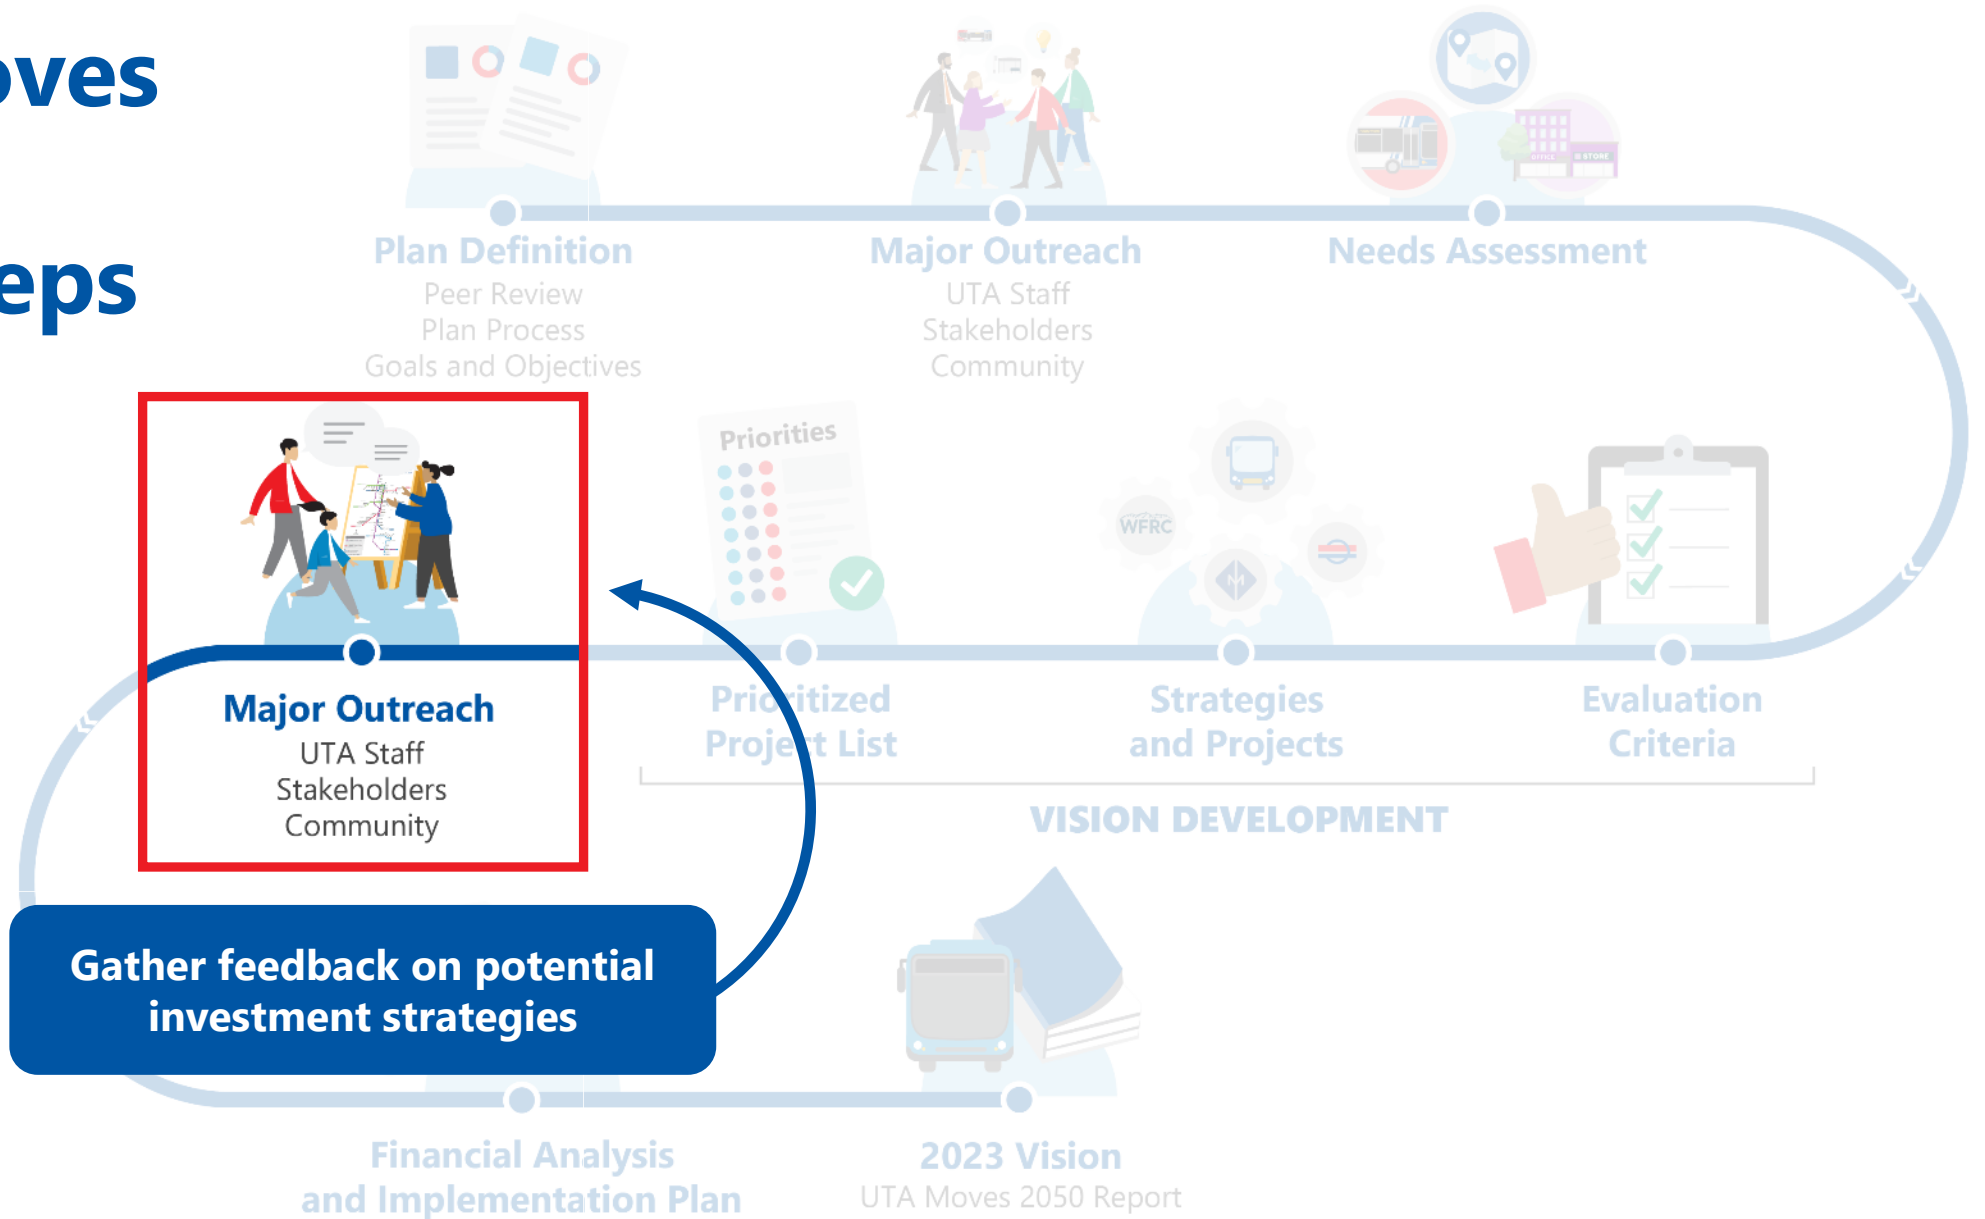 oves
eps
Plan Definition
Peer Review
Plan Process
Goals and Objectives
Major Outreach
UTA Staff
Stakeholders
Community
OFFICE
STORE
Needs Assessment
Major Outreach
UTA Staff
Stakeholders
Community
Priorities
Prioritized
Project List
WFRC
M
Strategies
and Projects
Evaluation
Criteria
VISION DEVELOPMENT
Gather feedback on potential
investment strategies
Financial Analysis
and Implementation Plan
2023 Vision
UTA Moves 2050 Report